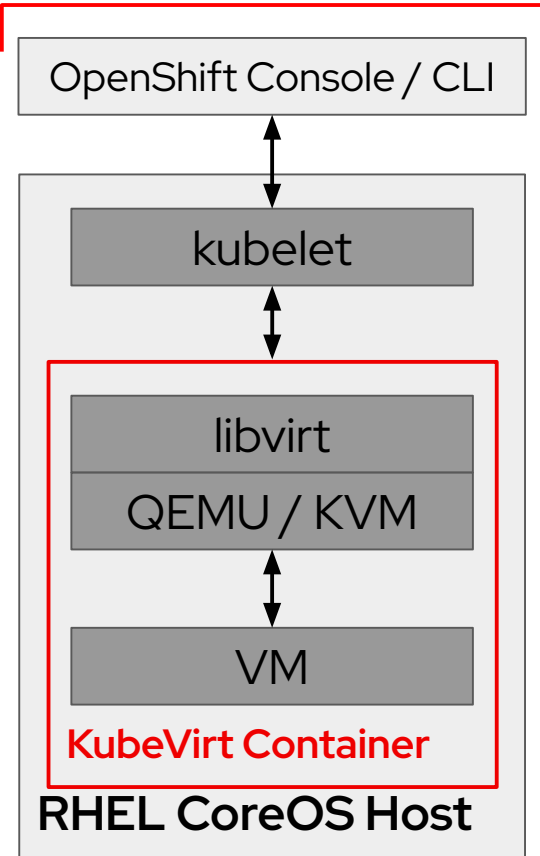 OpenShift Console / CLI
kubelet
libvirt
QEMU / KVM
VM
KubeVirt Container
RHEL CoreOS Host